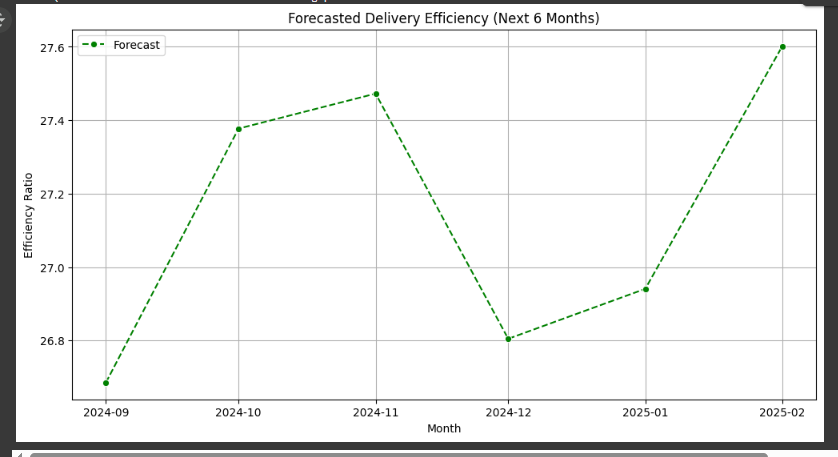 Forecasted Delivery Efficiency (Next 6 Months)
Forecast
27.6
27.4
27.2
27.0
26.8
Efficiency Ratio
2024-09 2024-10 2024-11 2024-12 2025-01 2025-02
Month